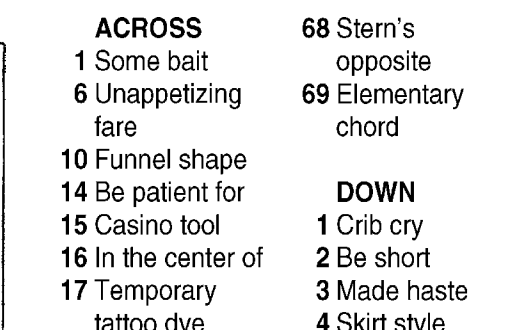 ACROSS
1 Some bait
6 Unappetizing
fare
10 Funnel shape
14 Be patient for
15 Casino tool
16 In the center of
17 Temporary
tattoo dye
68 Stern's
opposite
69 Elementary
chord
DOWN
1 Crib cry
2 Be short
3 Made haste
4 Skirt style